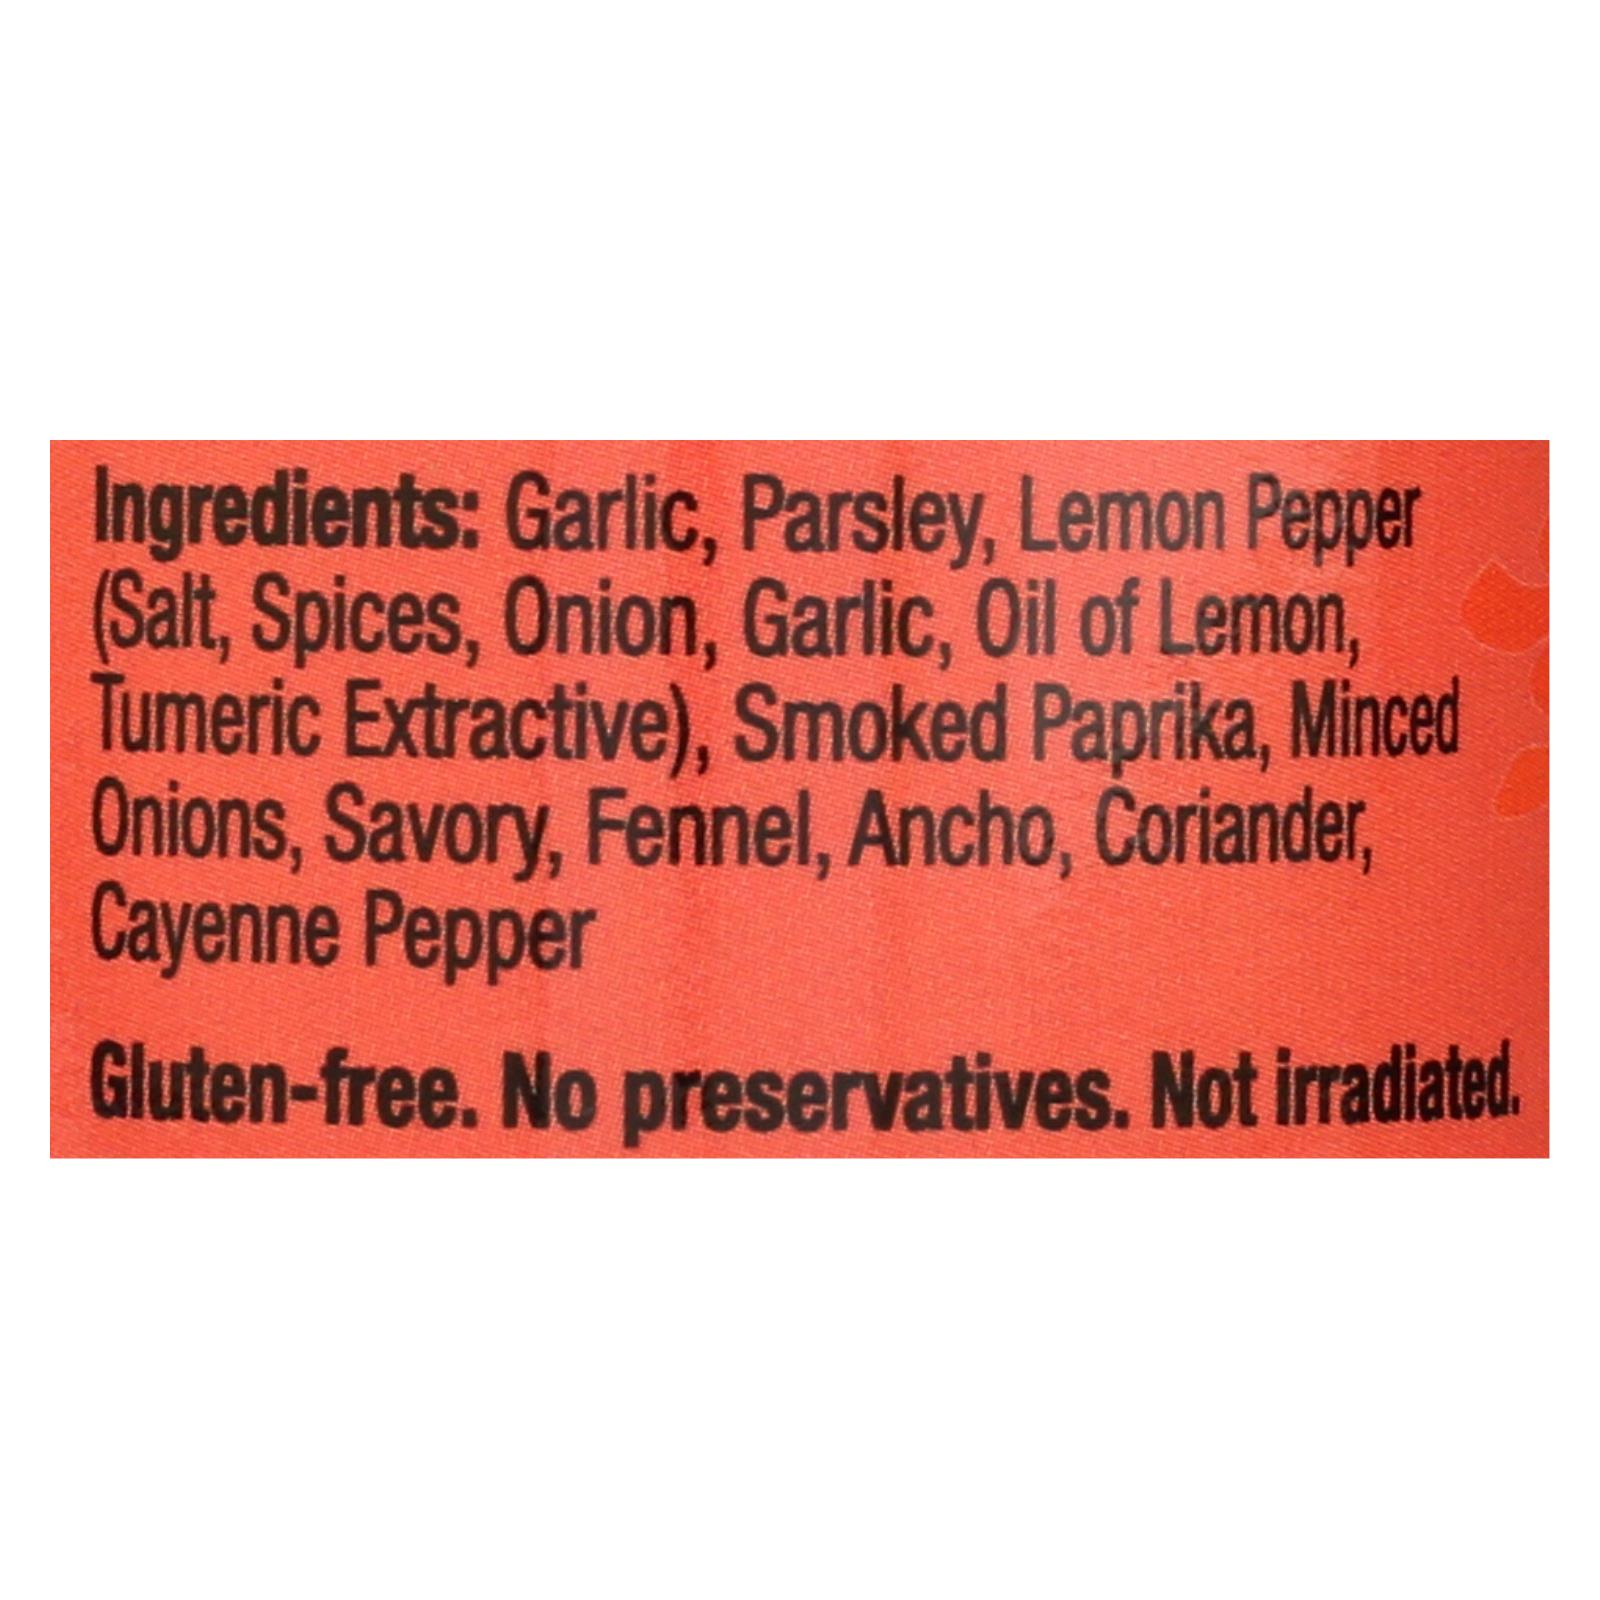 Ingredients: Garlic, Parsley, Lemon Pepper
(Salt, Spices, Onion, Garlic, Oil of Lemon,
Tumeric Extractive), Smoked Paprika, Minced
Onions, Savory, Fennel, Ancho, Coriander,
Cayenne Pepper
Gluten-free. No preservatives. Not irradiated.